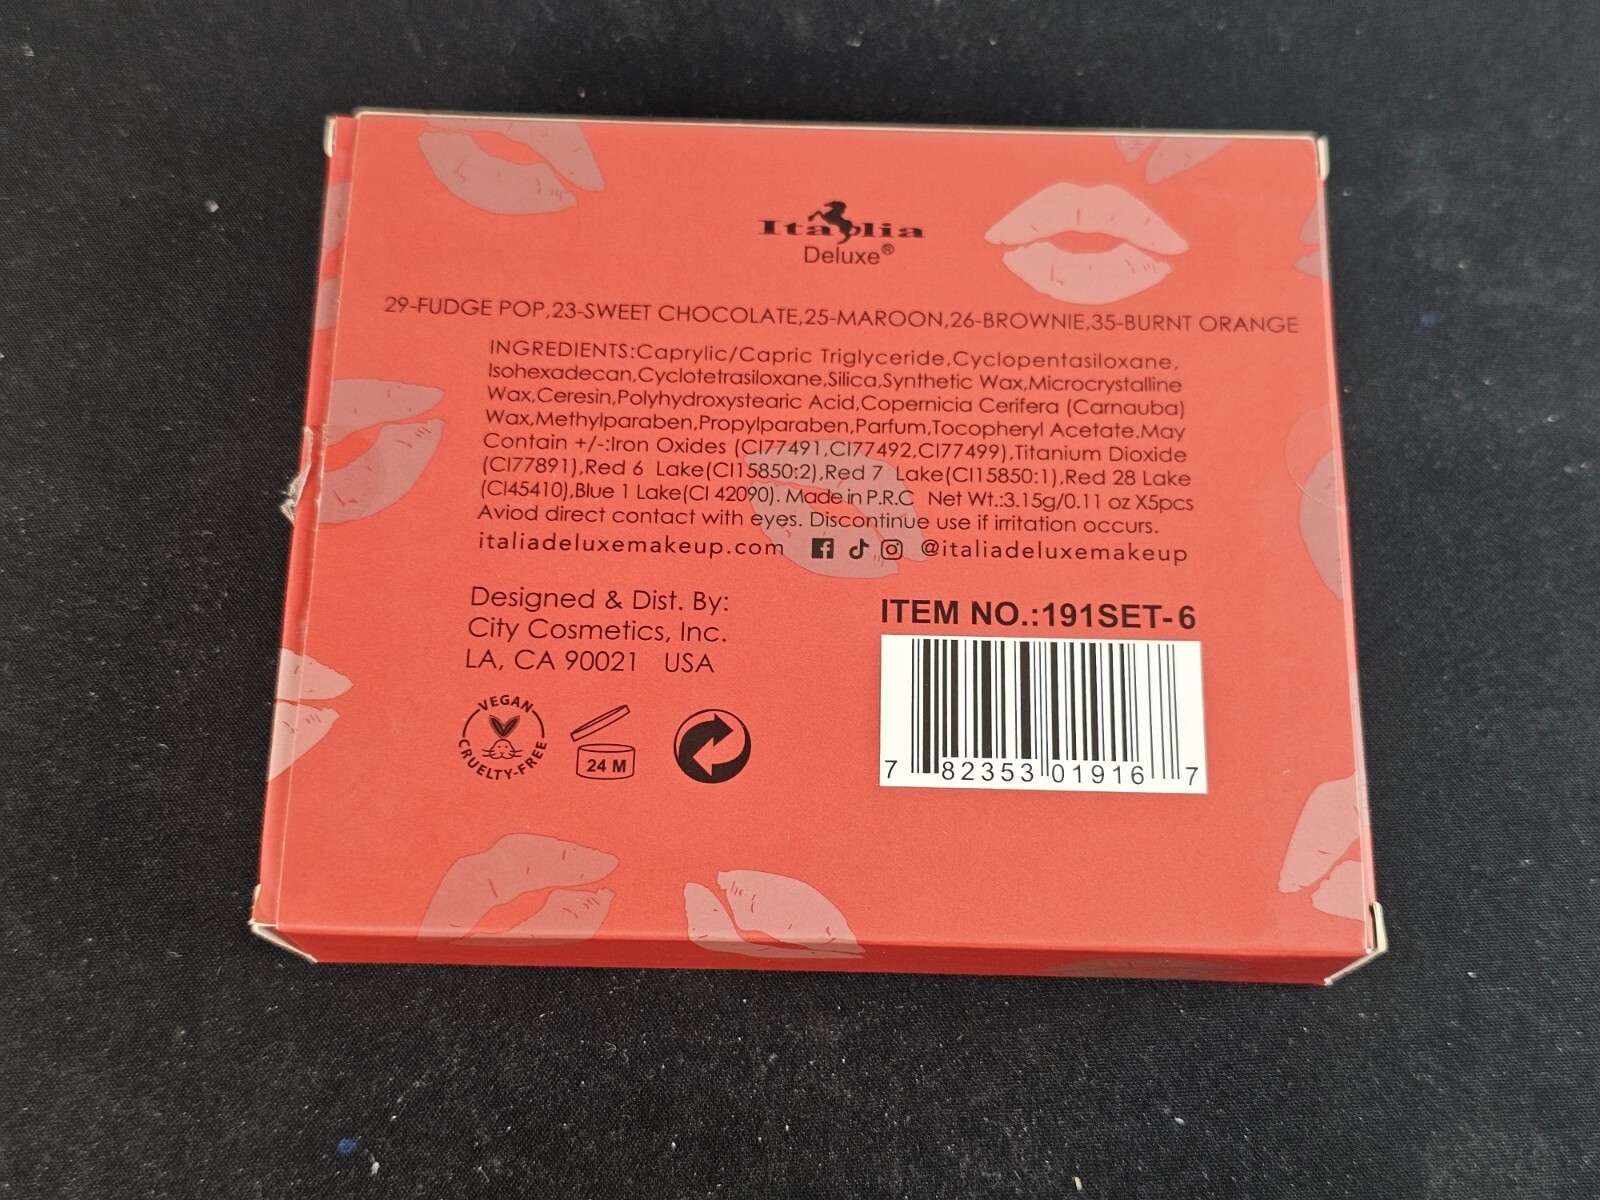 Italia
Deluxe®
29-FUDGE POP,23-SWEET CHOCOLATE,25-MAROON,26-BROWNIE,35-BURNT ORANGE
INGREDIENTS:Caprylic/Capric Triglyceride,Cyclopentasiloxane,
Isohexadecan,Cyclotetrasiloxane,Silica,Synthetic Wax,Microcrystalline
Wax,Ceresin,Polyhydroxystearic Acid,Copernicia Cerifera (Carnauba)
Wax,Methylparaben,Propylparaben,Parfum,Tocopheryl Acetate.May
Contain +/-:Iron Oxides (CI77491,CI77492,CI77499),Titanium Dioxide
(CI77891),Red 6 Lake(CI15850:2),Red 7 Lake(CI15850:1),Red 28 Lake
(CI45410),Blue 1 Lake(CI 42090). Made in P.R.C Net Wt.:3.15g/0.11 oz X5pcs
Aviod direct contact with eyes. Discontinue use if irritation occurs.
italiadeluxemakeup.com @italiadeluxemakeup
Designed & Dist. By:
City Cosmetics, Inc.
LA, CA 90021 USA
VEGAN
CRUELTY-FREE
24 M
ITEM NO.:191SET-6
7 82353 01916 7